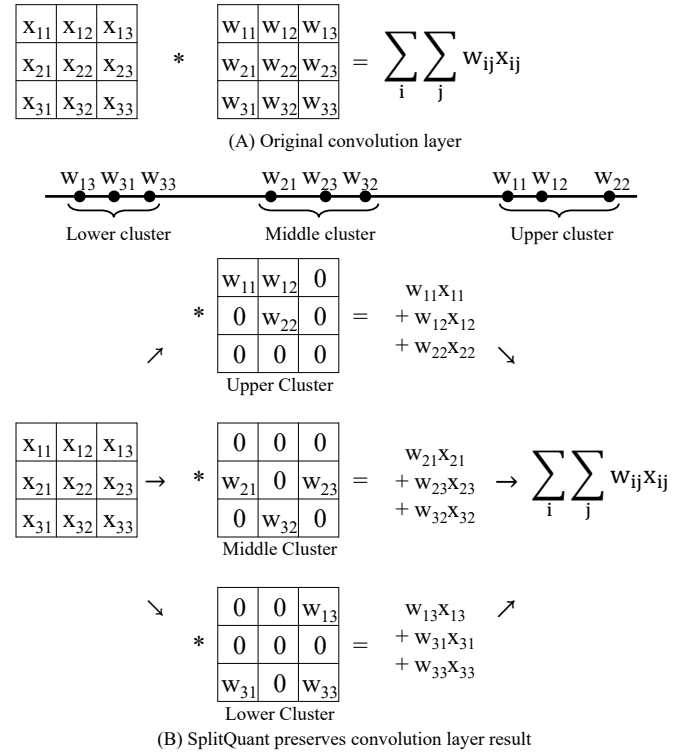 x₁₁ x₁₂ x₁₃ w₁₁ w₁₂ w₁₃
x₂₁ x₂₂ x₂₃ * w₂₁ w₂₂ w₂₃ = ∑ᵢ ∑ⱼ wᵢⱼxᵢⱼ
x₃₁ x₃₂ x₃₃ w₃₁ w₃₂ w₃₃
(A) Original convolution layer
w₁₃ w₃₁ w₃₃ w₂₁ w₂₃ w₃₂ w₁₁ w₁₂ w₂₂
Lower cluster Middle cluster Upper cluster
w₁₁ w₁₂ 0 w₁₁x₁₁
* 0 w₂₂ 0 = + w₁₂x₁₂
0 0 0 + w₂₂x₂₂
↗ ↘
Upper Cluster
x₁₁ x₁₂ x₁₃ 0 0 0 w₂₁x₂₁
x₂₁ x₂₂ x₂₃ → * w₂₁ 0 w₂₃ = + w₂₃x₂₃ → ∑ᵢ ∑ⱼ wᵢⱼxᵢⱼ
x₃₁ x₃₂ x₃₃ 0 w₃₂ 0 + w₃₂x₃₂
Middle Cluster
↘ ↗
0 0 w₁₃ w₁₃x₁₃
* 0 0 0 = + w₃₁x₃₁
w₃₁ 0 w₃₃ + w₃₃x₃₃
Lower Cluster
(B) SplitQuant preserves convolution layer result